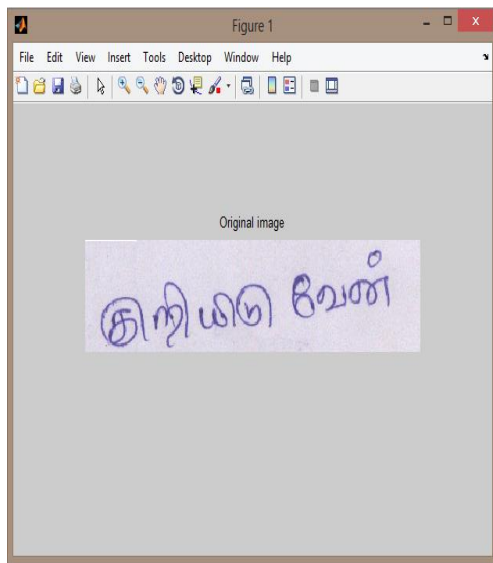 Figure 1
File Edit View Insert Tools Desktop Window Help
Original image
குறியிடு வேண்